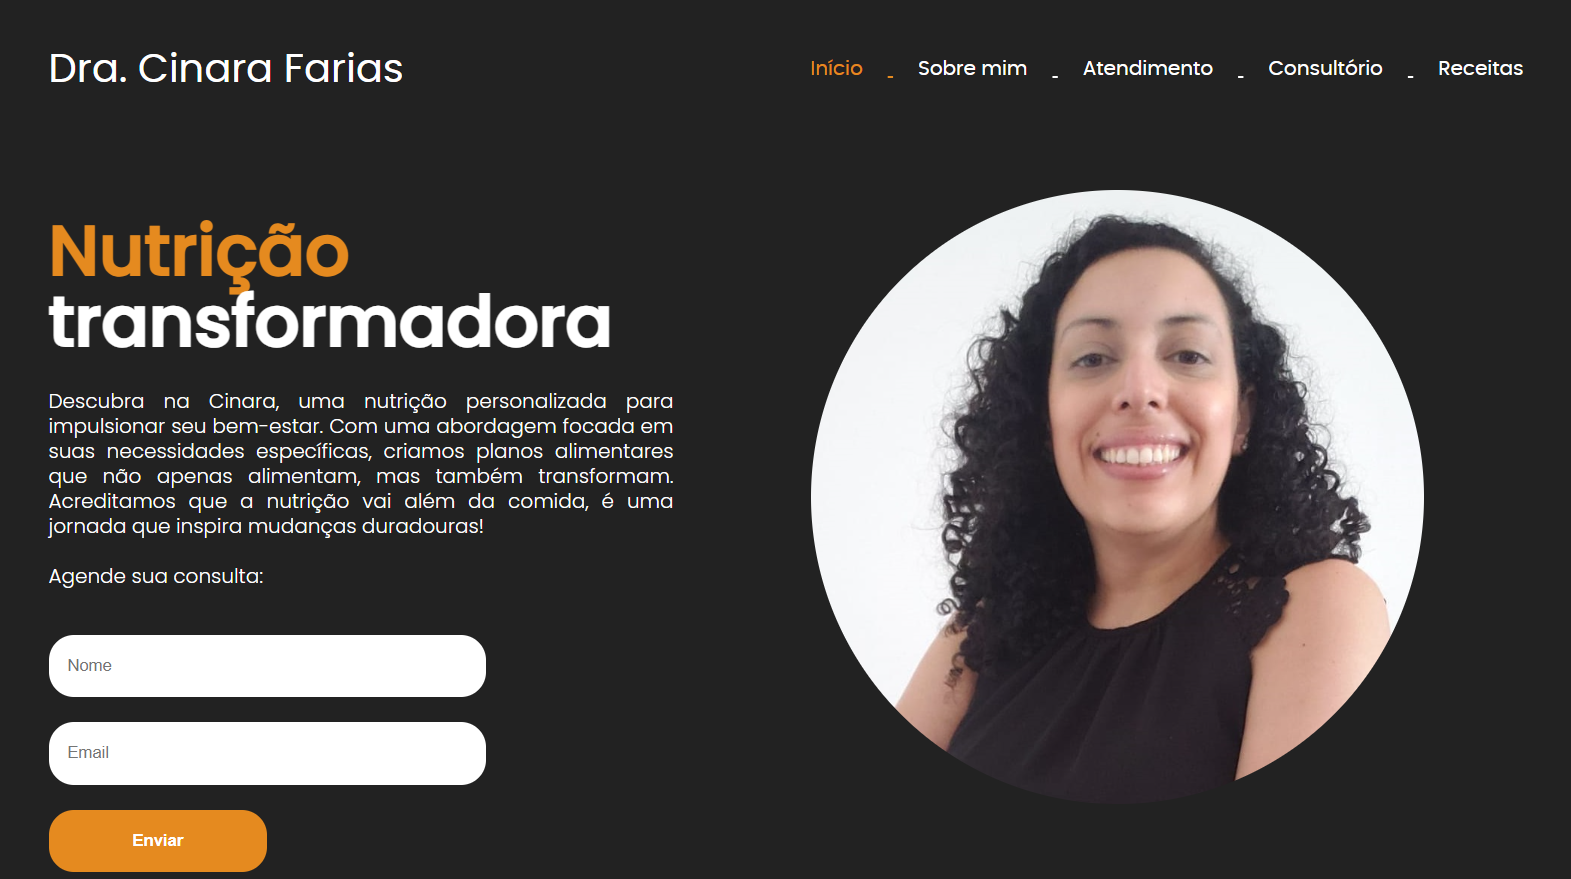 Dra. Cinara Farias
Início - Sobre mim - Atendimento - Consultório - Receitas
Nutrição
transformadora
Descubra na Cinara, uma nutrição personalizada para
impulsionar seu bem-estar. Com uma abordagem focada em
suas necessidades específicas, criamos planos alimentares
que não apenas alimentam, mas também transformam.
Acreditamos que a nutrição vai além da comida, é uma
jornada que inspira mudanças duradouras!
Agende sua consulta:
Nome
Email
Enviar